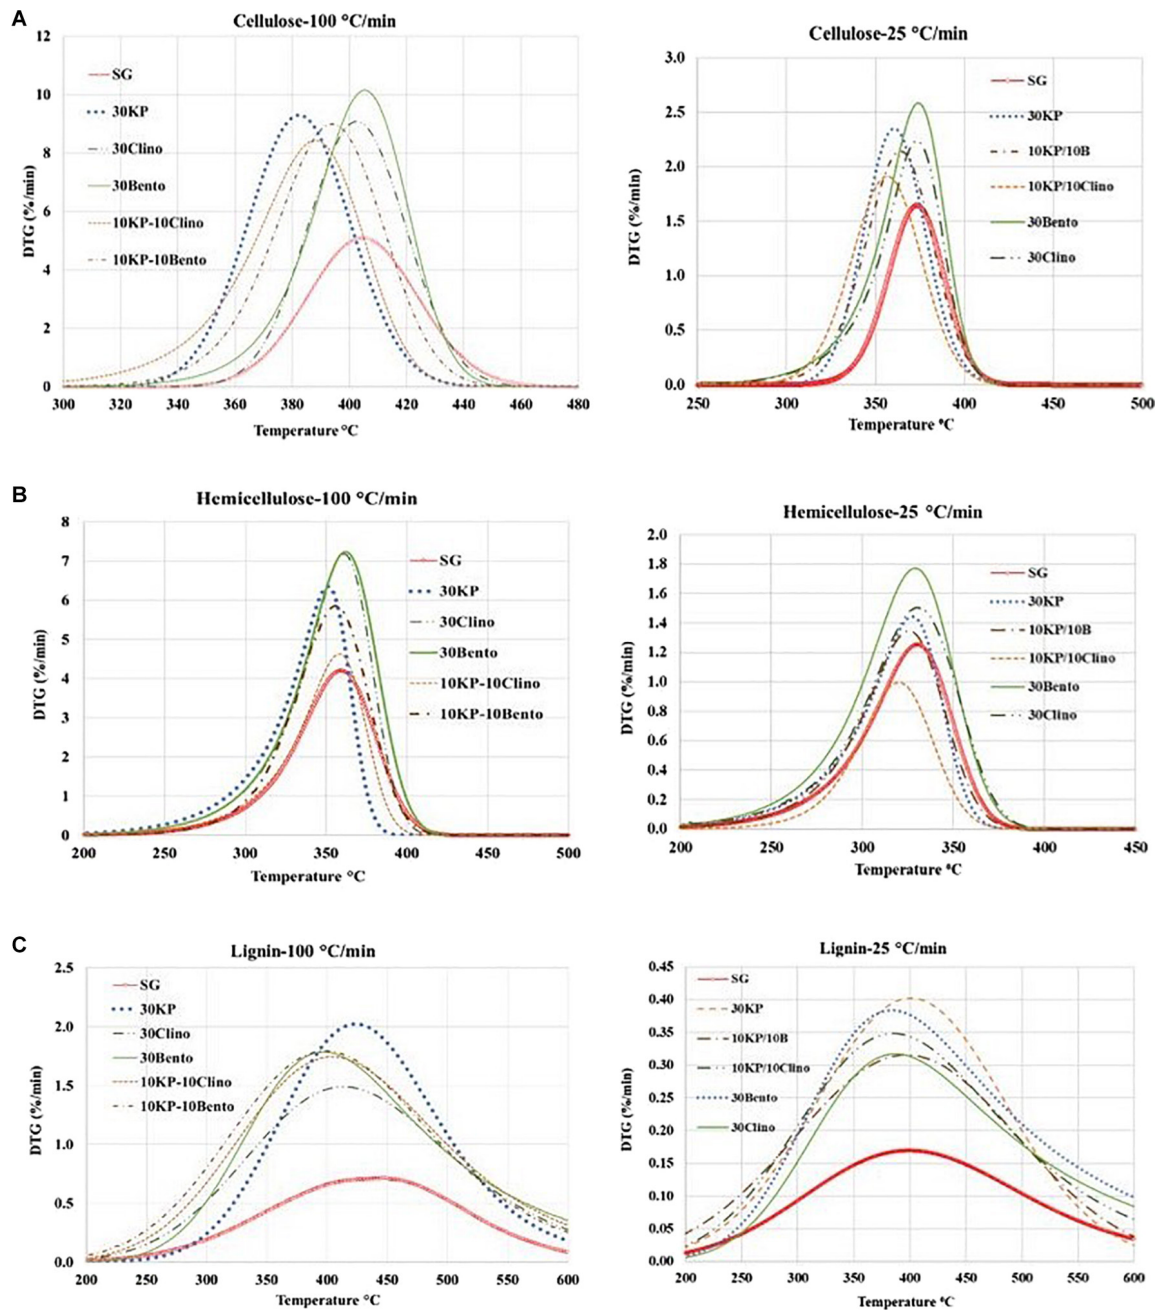 A
Cellulose-100 °C/min
12
10
8
6
4
2
0
DTG (%/min)
SG
30KP
30Clino
30Bento
10KP-10Clino
10KP-10Bento
300 320 340 360 380 400 420 440 460 480
Temperature °C
Cellulose-25 °C/min
3.0
2.5
2.0
1.5
1.0
0.5
0.0
DTG (%/min)
SG
30KP
10KP/10B
10KP/10Clino
30Bento
30Clino
250 300 350 400 450 500
Temperature °C
B
Hemicellulose-100 °C/min
8
7
6
5
4
3
2
1
0
DTG (%/min)
SG
30KP
30Clino
30Bento
10KP-10Clino
10KP-10Bento
200 250 300 350 400 450 500
Temperature °C
Hemicellulose-25 °C/min
2.0
1.8
1.6
1.4
1.2
1.0
0.8
0.6
0.4
0.2
0.0
DTG (%/min)
SG
30KP
10KP/10B
10KP/10Clino
30Bento
30Clino
200 250 300 350 400 450
Temperature °C
C
Lignin-100 °C/min
2.5
2.0
1.5
1.0
0.5
0.0
DTG (%/min)
SG
30KP
30Clino
30Bento
10KP-10Clino
10KP-10Bento
200 250 300 350 400 450 500 550 600
Temperature °C
Lignin-25 °C/min
0.45
0.40
0.35
0.30
0.25
0.20
0.15
0.10
0.05
0.00
DTG (%/min)
SG
30KP
10KP/10B
10KP/10Clino
30Bento
30Clino
200 250 300 350 400 450 500 550 600
Temperature °C